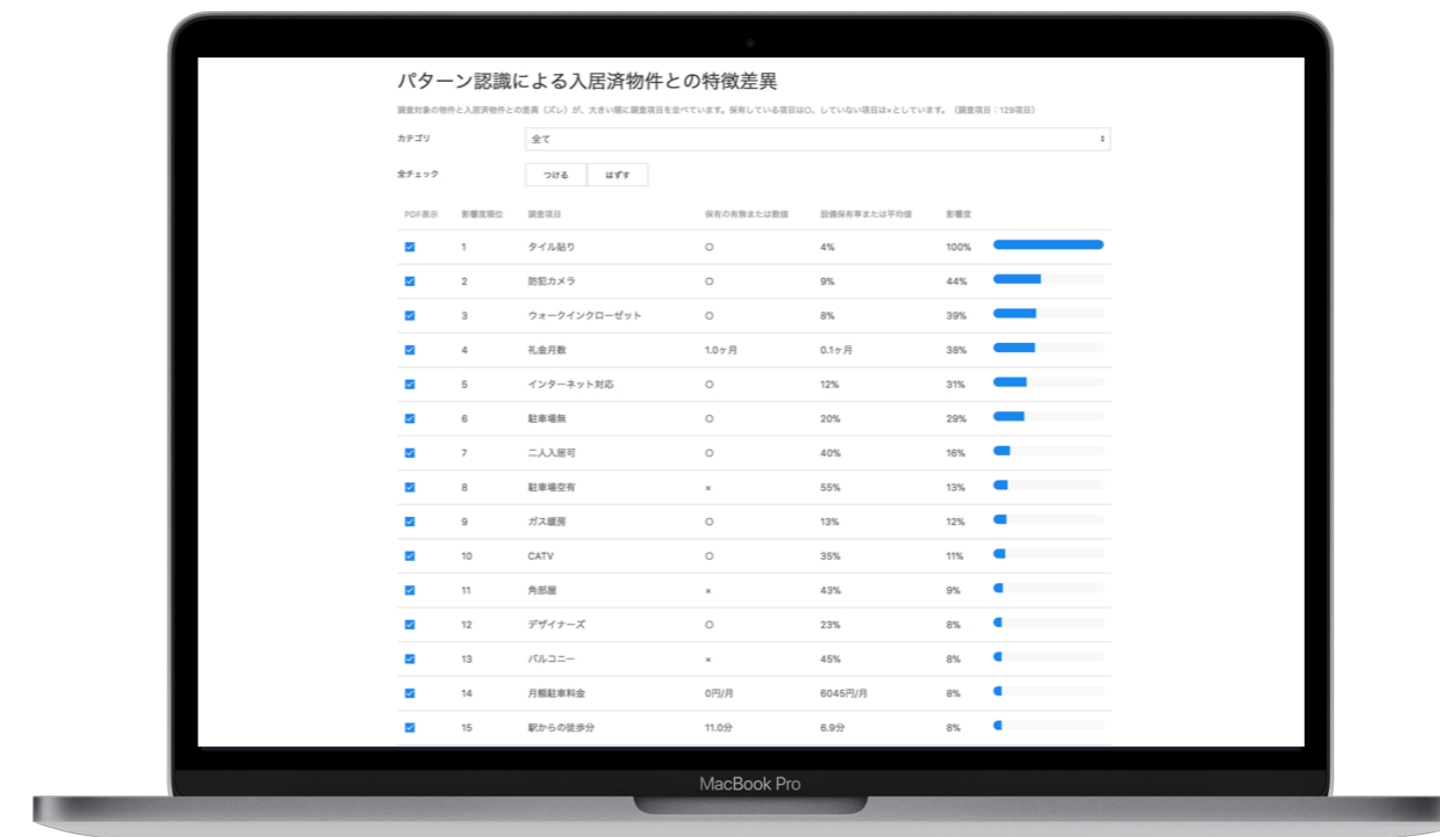 パターン認識による入居済物件との特徴差異
調査対象の物件と入居済物件との差異（ズレ）が、大きい順に調査項目を並べています。保有している項目は○、していない項目は×としています。（調査項目：129項目）
カテゴリ 全て
全チェック つける はずす
PDF表示 影響度順位 調査項目 保有の有無または数値 設備保有率または平均値 影響度
1 タイル貼り ○ 4% 100%
2 防犯カメラ ○ 9% 44%
3 ウォークインクローゼット ○ 8% 39%
4 礼金月数 1.0ヶ月 0.1ヶ月 38%
5 インターネット対応 ○ 12% 31%
6 駐車場無 ○ 20% 29%
7 二人入居可 ○ 40% 16%
8 駐車場空有 × 55% 13%
9 ガス暖房 ○ 13% 12%
10 CATV ○ 35% 11%
11 角部屋 × 43% 9%
12 デザイナーズ ○ 23% 8%
13 バルコニー × 45% 8%
14 月額駐車料金 0円/月 6045円/月 8%
15 駅からの徒歩分 11.0分 6.9分 8%
MacBook Pro